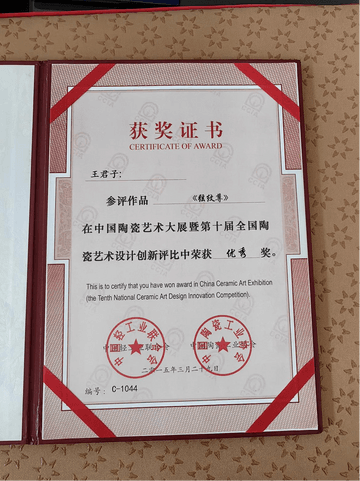 获奖证书
CERTIFICATE OF AWARD
王君子：
参评作品 《弦纹尊》
在中国陶瓷艺术大展暨第十届全国陶
瓷艺术设计创新评比中荣获 优秀 奖。
This is to certify that you have won award in China Ceramic Art Exhibition
(the Tenth National Ceramic Art Design Innovation Competition).
中国轻工业联合会 中国陶瓷工业协会
二〇一五年三月二十九日
编号： C-1044